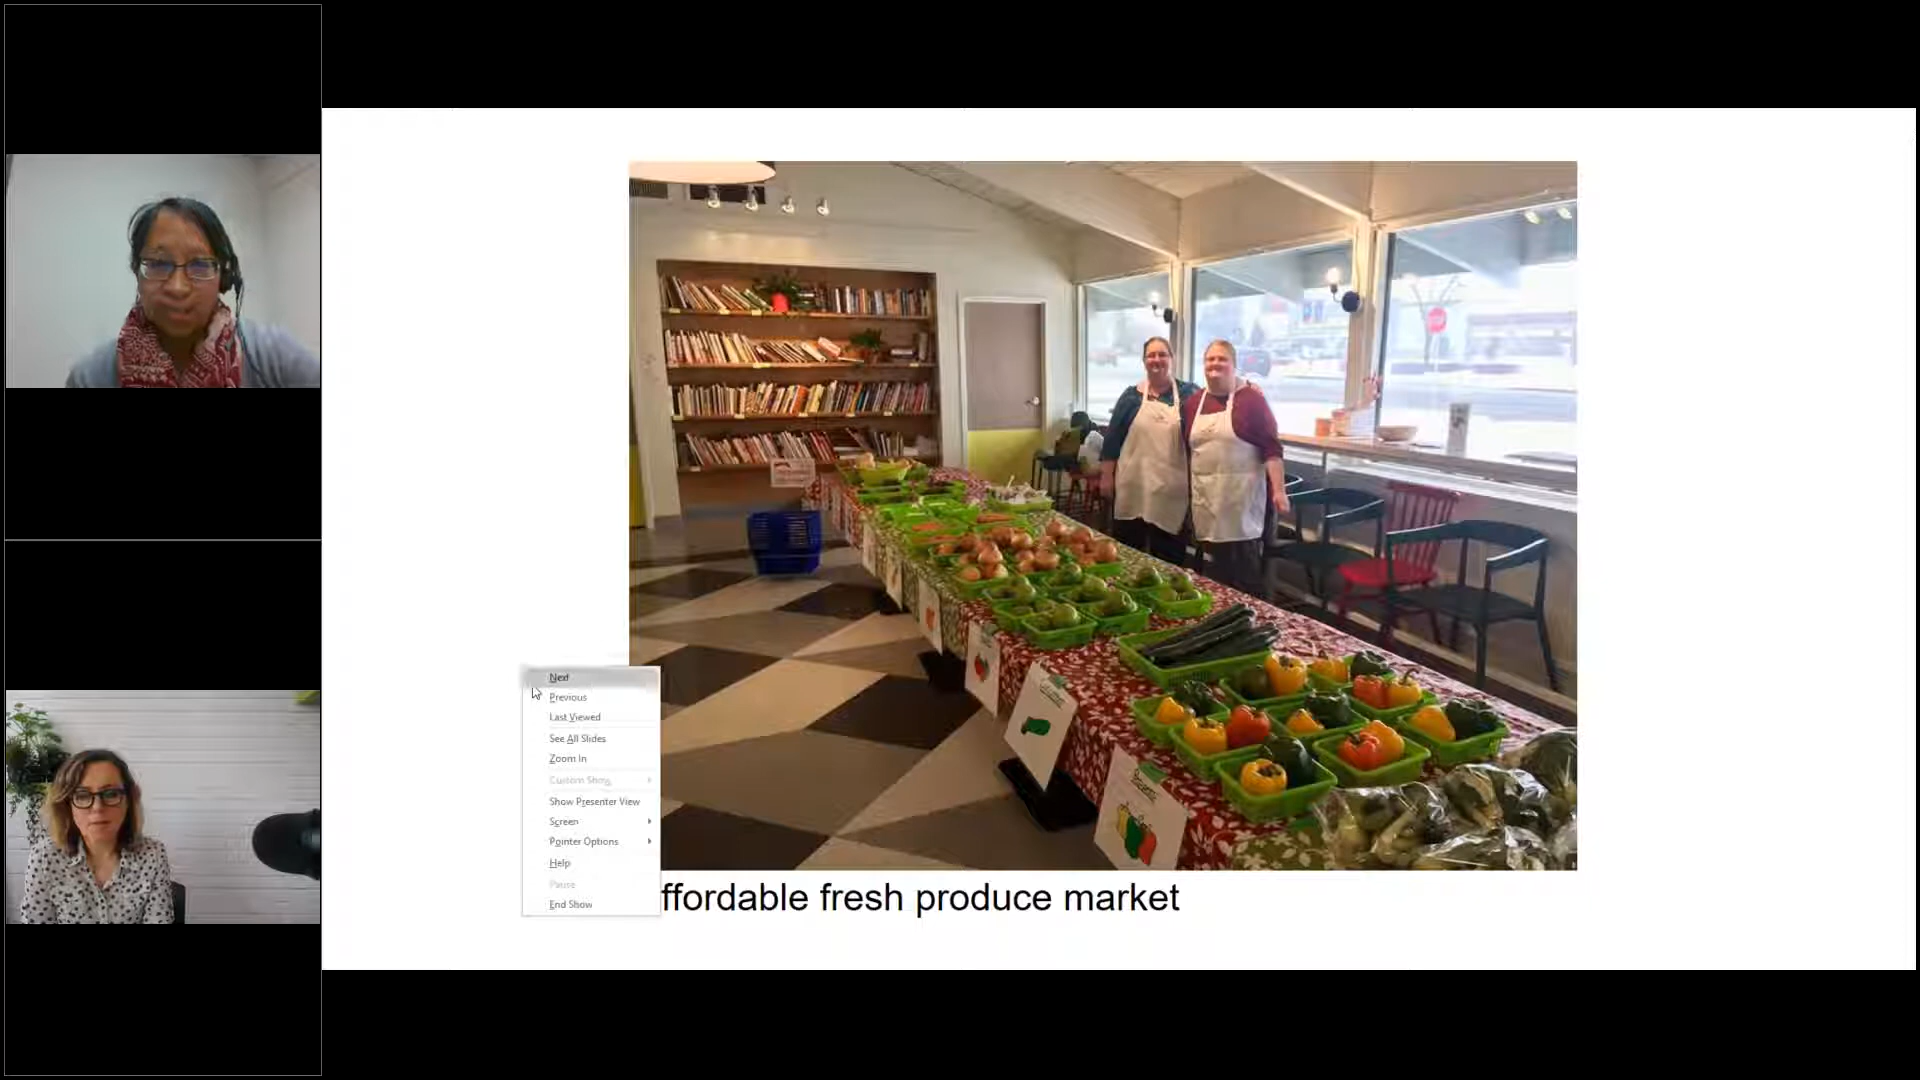 Next
Previous
Last Viewed
See All Slides
Zoom In
Custom Show
Show Presenter View
Screen
Pointer Options
Help
Pause
End Show
ffordable fresh produce market